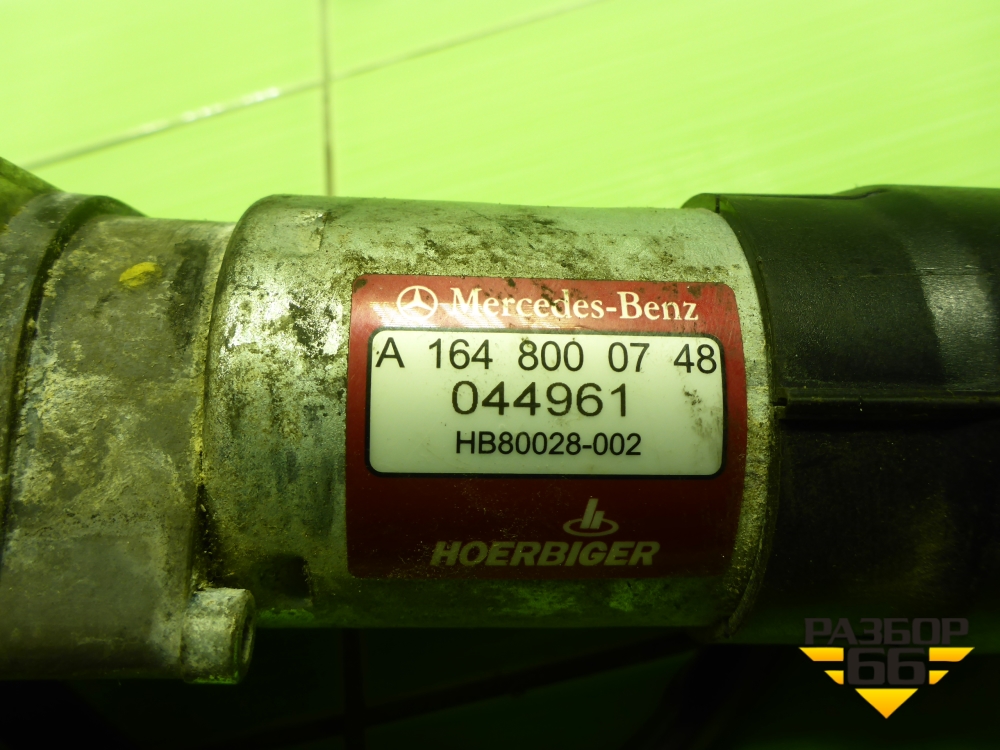 Mercedes-Benz
A 164 800 07 48
044961
HB80028-002
HOERBIGER
РАЗБОР
66